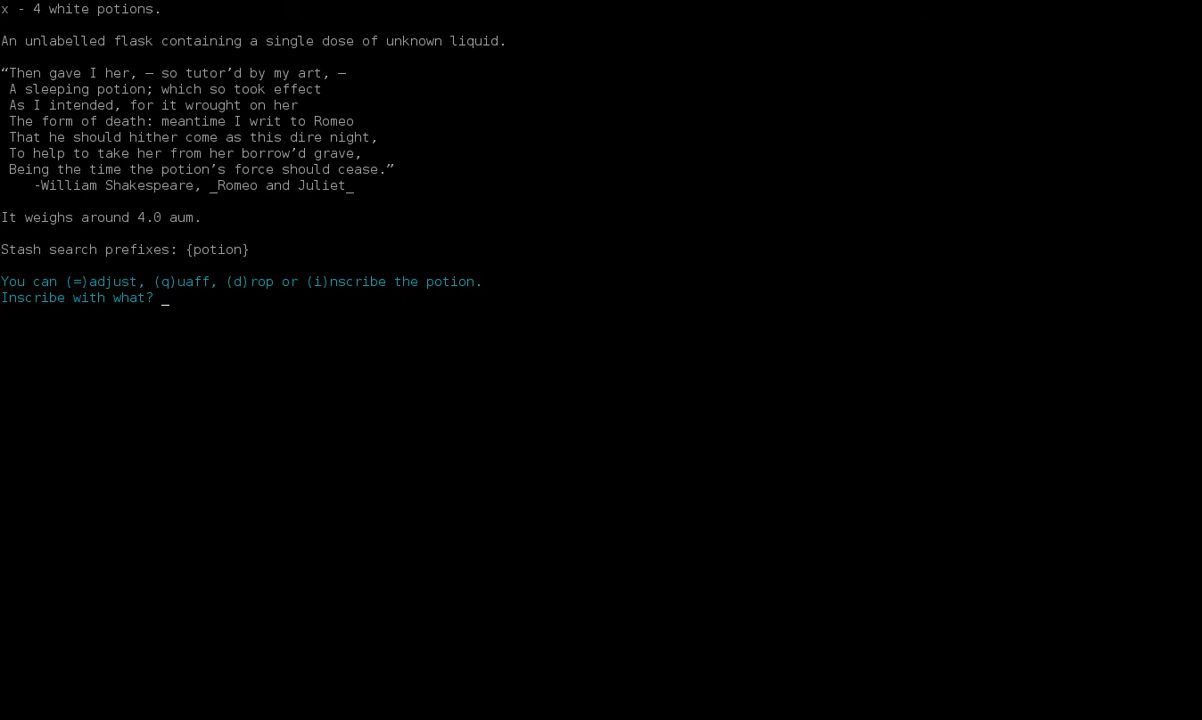 x - 4 white potions.
An unlabelled flask containing a single dose of unknown liquid.
“Then gave I her, — so tutor’d by my art, —
A sleeping potion; which so took effect
As I intended, for it wrought on her
The form of death: meantime I writ to Romeo
That he should hither come as this dire night,
To help to take her from her borrow’d grave,
Being the time the potion’s force should cease.”
-William Shakespeare, _Romeo and Juliet_
It weighs around 4.0 aum.
Stash search prefixes: {potion}
You can (=)adjust, (q)uaff, (d)rop or (i)nscribe the potion.
Inscribe with what? _